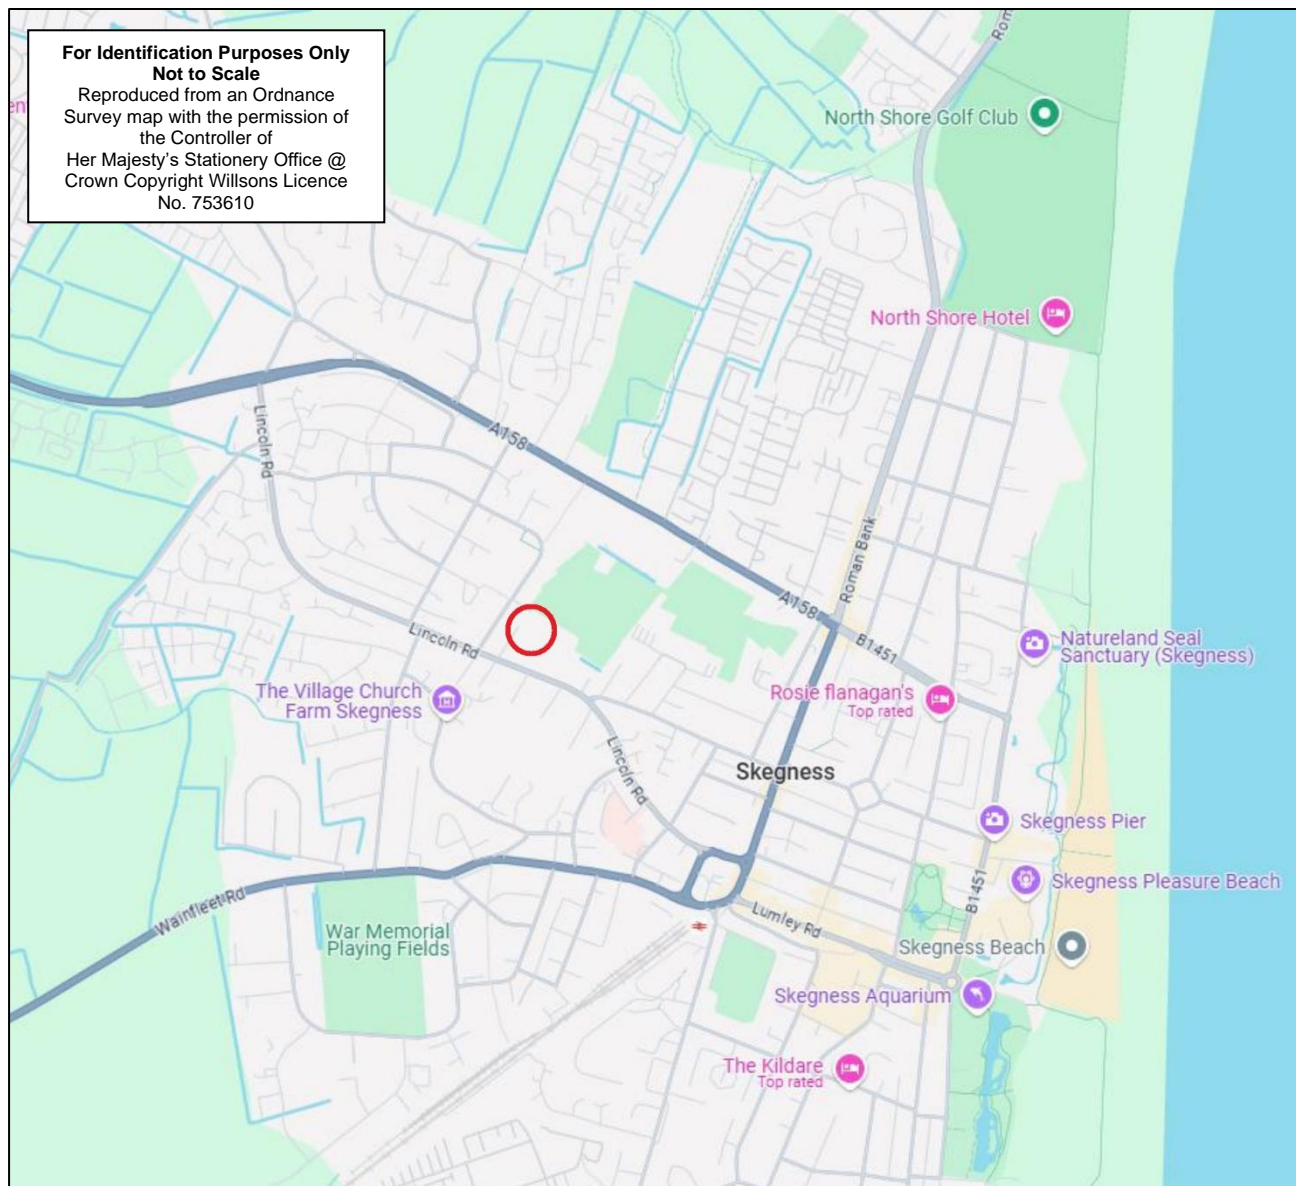 For Identification Purposes Only
Not to Scale
Reproduced from an Ordnance
Survey map with the permission of
the Controller of
Her Majesty's Stationery Office @
Crown Copyright Willsons Licence
No. 753610
North Shore Golf Club
North Shore Hotel
Lincoln Rd
A158
Roman Bank
A158
B1451
Lincoln Rd
Natureland Seal
Sanctuary (Skegness)
The Village Church
Farm Skegness
Rosie flanagan's
Top rated
Lincoln Rd
Skegness
Skegness Pier
Skegness Pleasure Beach
B1451
Wainfleet Rd
War Memorial
Playing Fields
Lumley Rd
Skegness Beach
Skegness Aquarium
The Kildare
Top rated